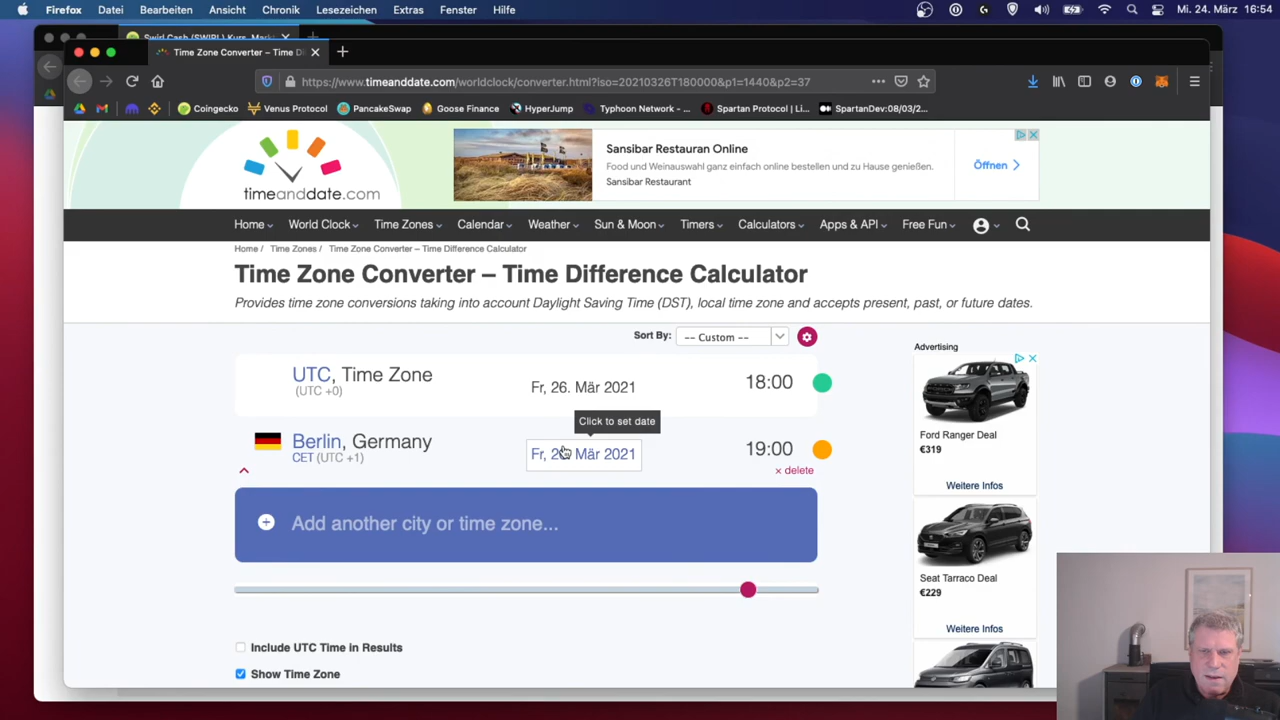 Firefox Datei Bearbeiten Ansicht Chronik Lesezeichen Extras Fenster Hilfe Mi. 24. März 16:54
Swirl Cash (SWIRL) Kurs, Mark
Time Zone Converter – Time Di
https://www.timeanddate.com/worldclock/converter.html?iso=20210326T180000&p1=1440&p2=37
Coingecko Venus Protocol PancakeSwap Goose Finance HyperJump Typhoon Network - ... Spartan Protocol | Li... SpartanDev:08/03/2...
timeanddate.com
Sansibar Restauran Online
Food und Weinauswahl ganz einfach online bestellen und zu Hause genießen.
Sansibar Restaurant
Öffnen
Home World Clock Time Zones Calendar Weather Sun & Moon Timers Calculators Apps & API Free Fun
Home / Time Zones / Time Zone Converter – Time Difference Calculator
Time Zone Converter – Time Difference Calculator
Provides time zone conversions taking into account Daylight Saving Time (DST), local time zone and accepts present, past, or future dates.
Sort By: -- Custom --
UTC, Time Zone
(UTC +0)
Fr, 26. Mär 2021
18:00
Click to set date
Berlin, Germany
CET (UTC +1)
Fr, 2 Mär 2021
19:00
× delete
Add another city or time zone...
Include UTC Time in Results
Show Time Zone
Advertising
Ford Ranger Deal
€319
Weitere Infos
Seat Tarraco Deal
€229
Weitere Infos